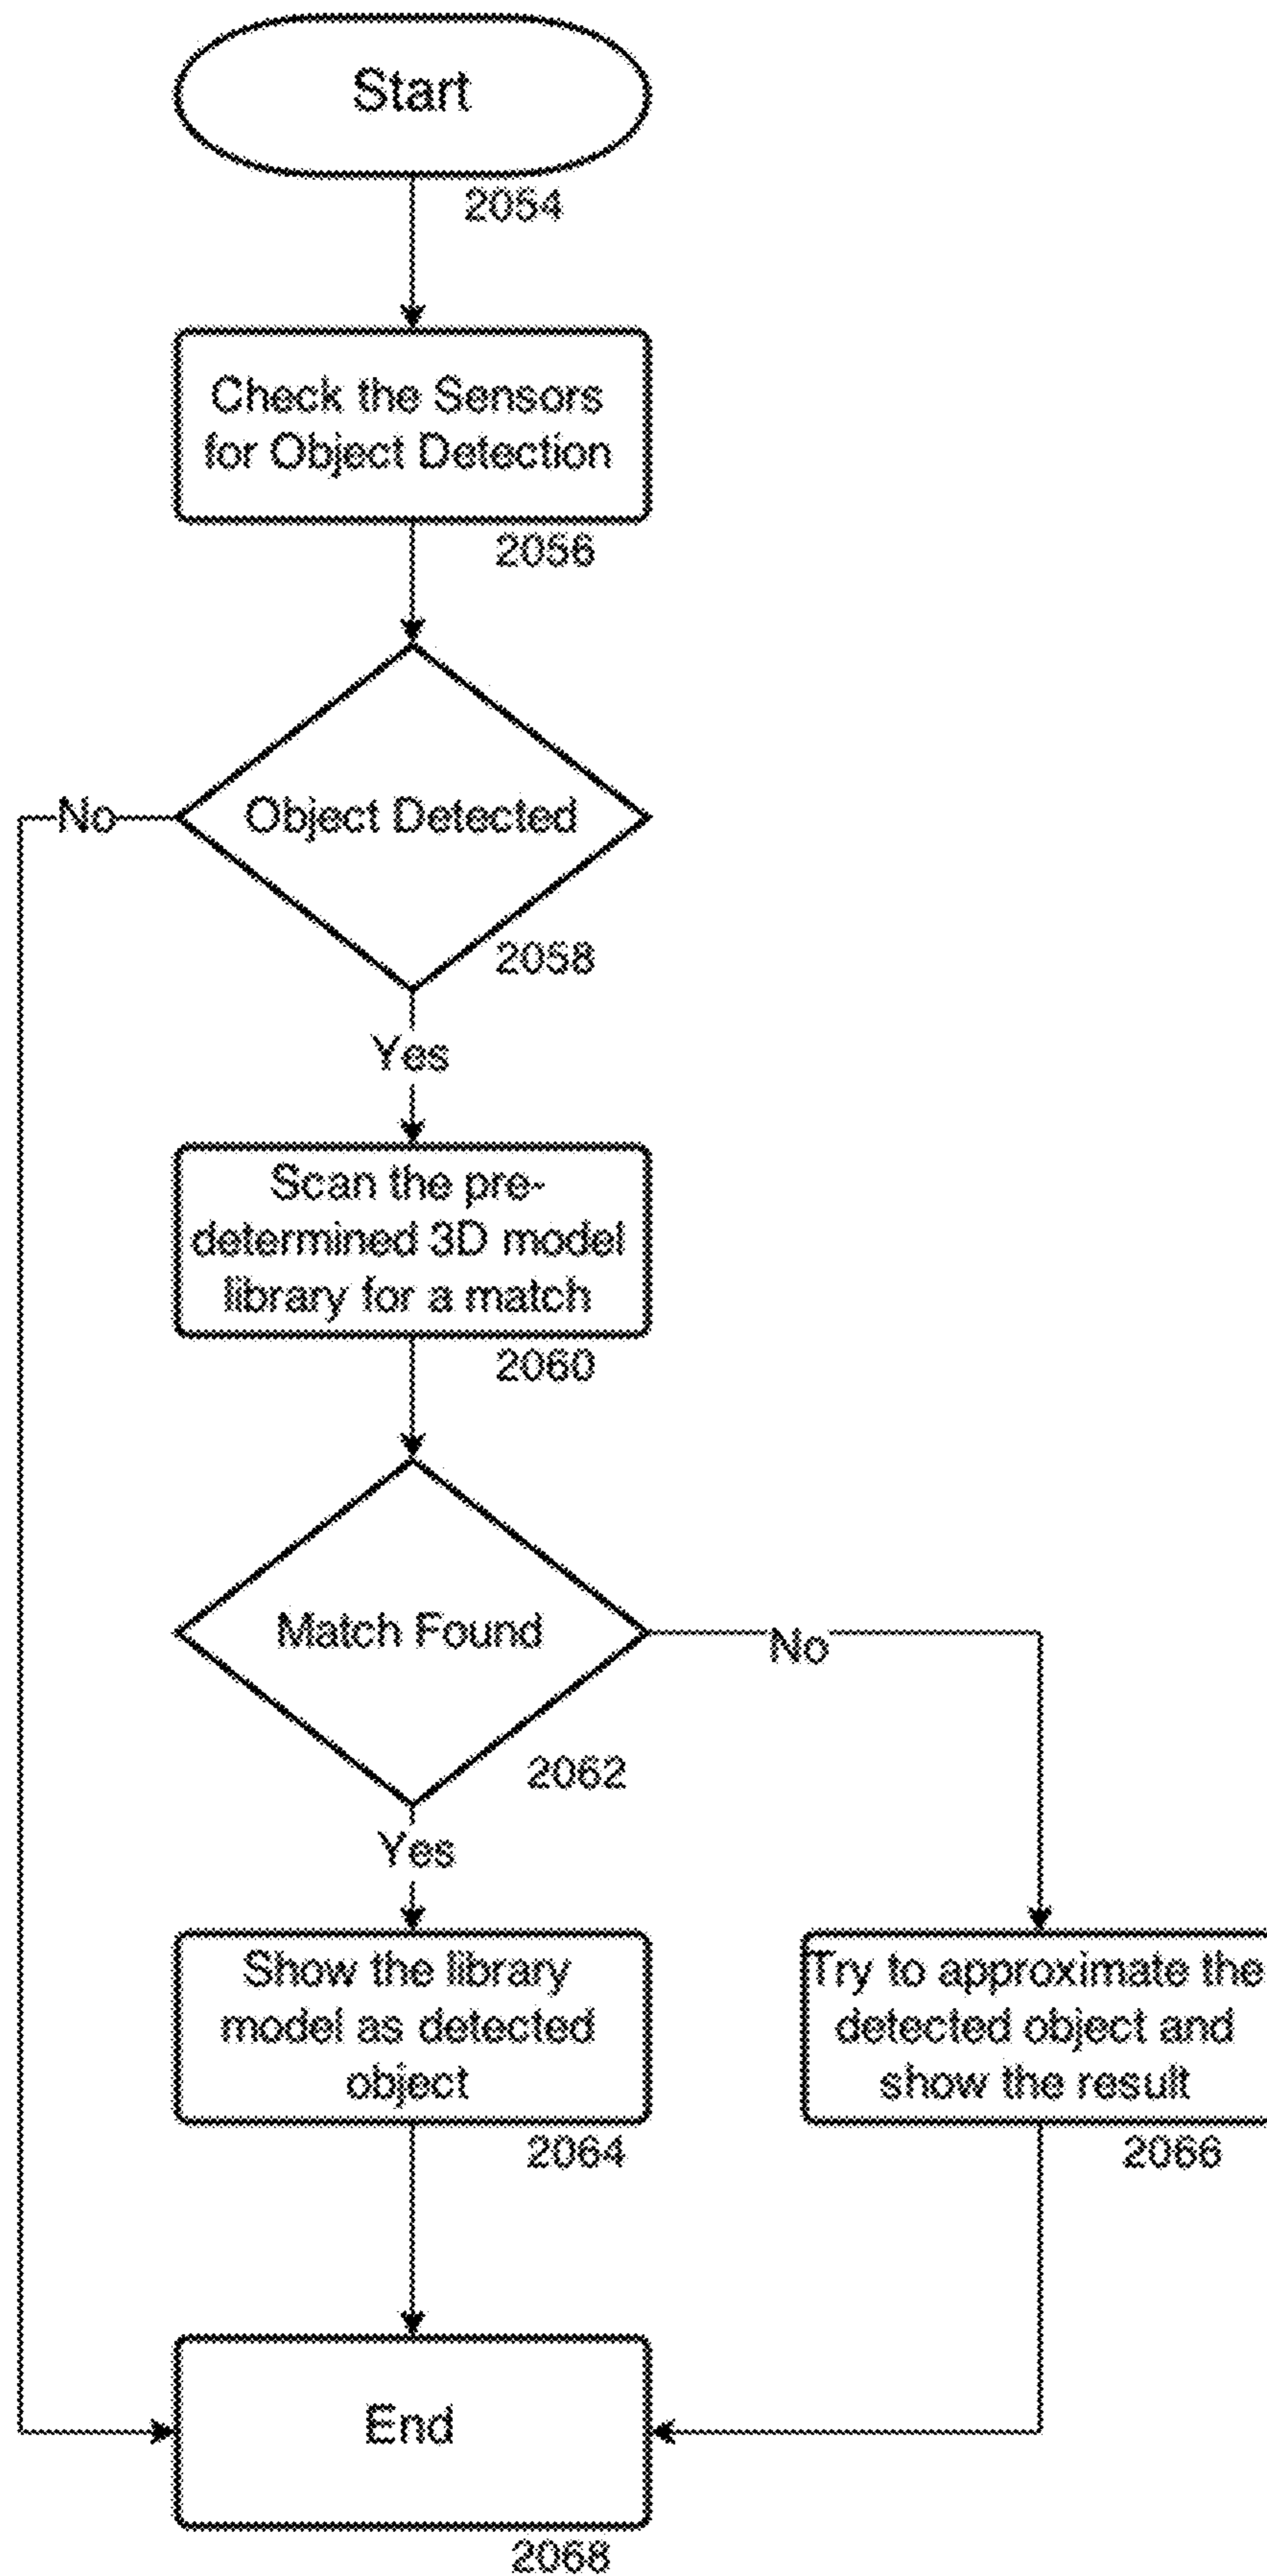 Start
2054
Check the Sensors
for Object Detection
2056
Object Detected
No
2058
Yes
Scan the pre-
determined 3D model
library for a match
2060
Match Found
No
2062
Yes
Show the library
model as detected
object
2064
Try to approximate the
detected object and
show the result
2066
End
2068